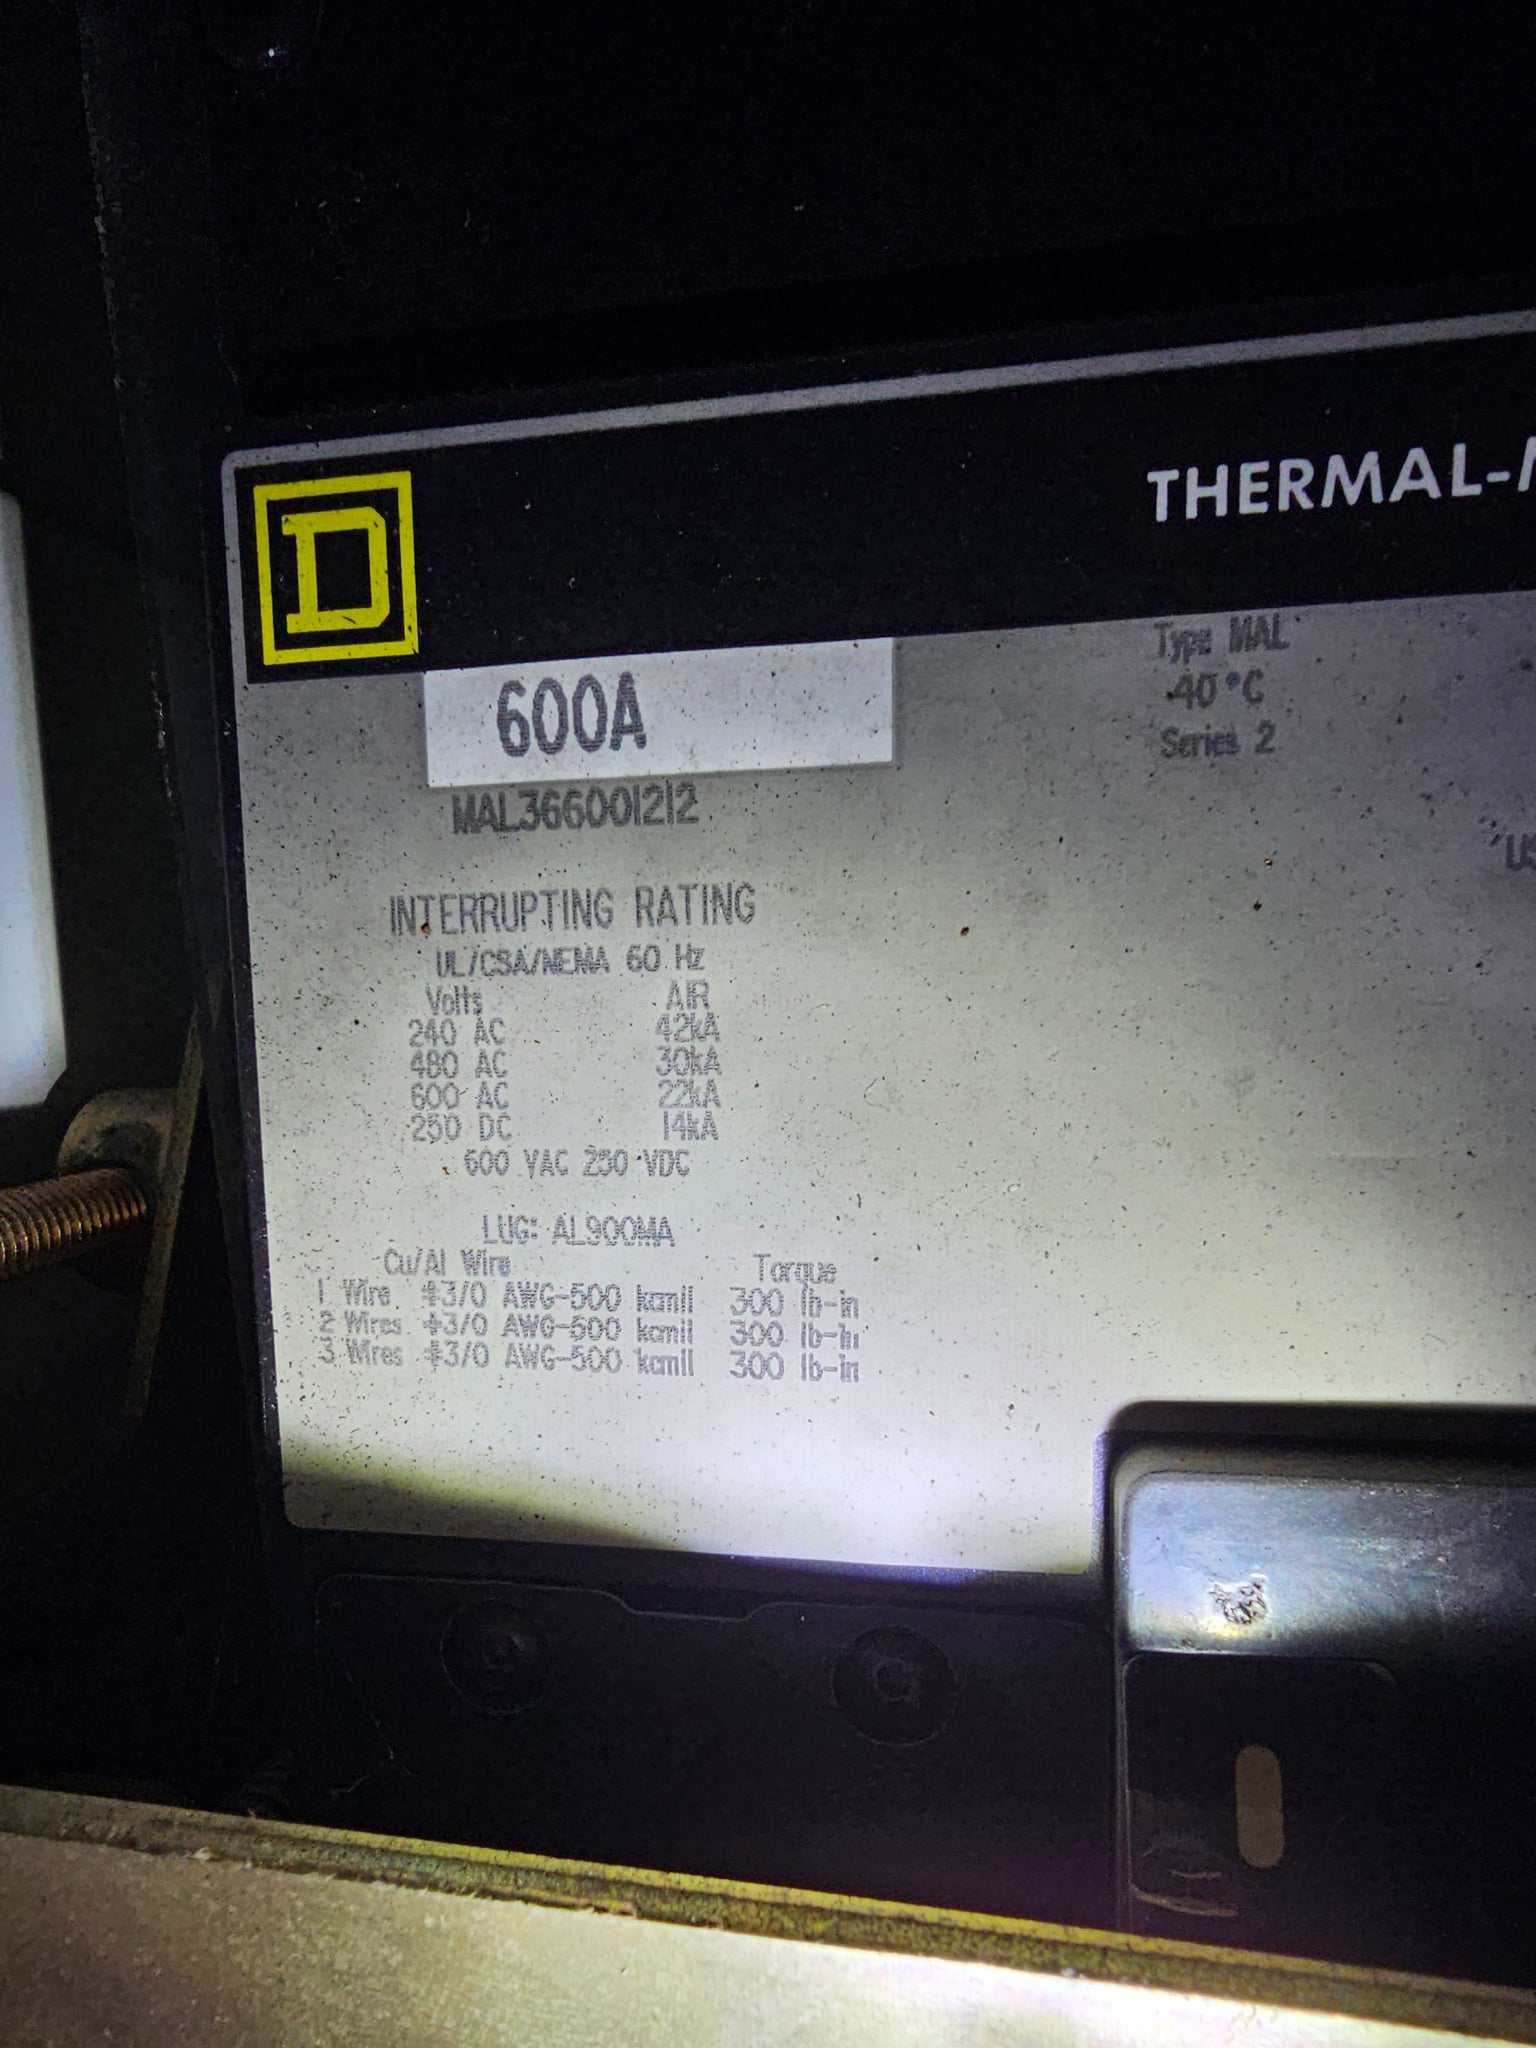 D
THERMAL-
600A
Type MAL
40°C
Series 2
MAL366001212
INTERRUPTING RATING
UL/CSA/NEMA 60 Hz
Volts AIR
240 AC 42kA
480 AC 30kA
600 AC 22kA
250 DC 14kA
600 VAC 250 VDC
LUG: AL900MA
Cu/Al Wire Torque
1 Wire #3/0 AWG-500 kcmil 300 lb-in
2 Wires #3/0 AWG-500 kcmil 300 lb-in
3 Wires #3/0 AWG-500 kcmil 300 lb-in